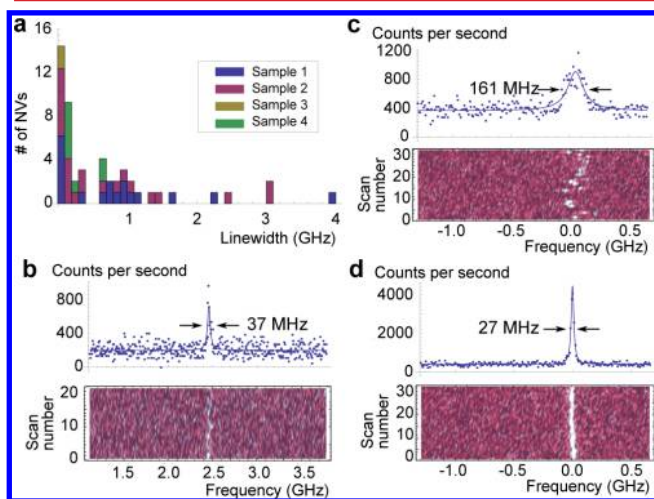 a
16
12
8
4
0
# of NVs
Sample 1
Sample 2
Sample 3
Sample 4
1
2
3
4
Linewidth (GHz)
b
Counts per second
800
400
0
37 MHz
20
10
0
Scan
number
1.5
2.0
2.5
3.0
3.5
Frequency (GHz)
c
Counts per second
1200
800
400
0
161 MHz
30
20
10
0
Scan
number
-1.0
-0.5
0.0
0.5
Frequency (GHz)
d
Counts per second
4000
2000
0
27 MHz
30
20
10
0
Scan
number
-1.0
-0.5
0.0
0.5
Frequency (GHz)